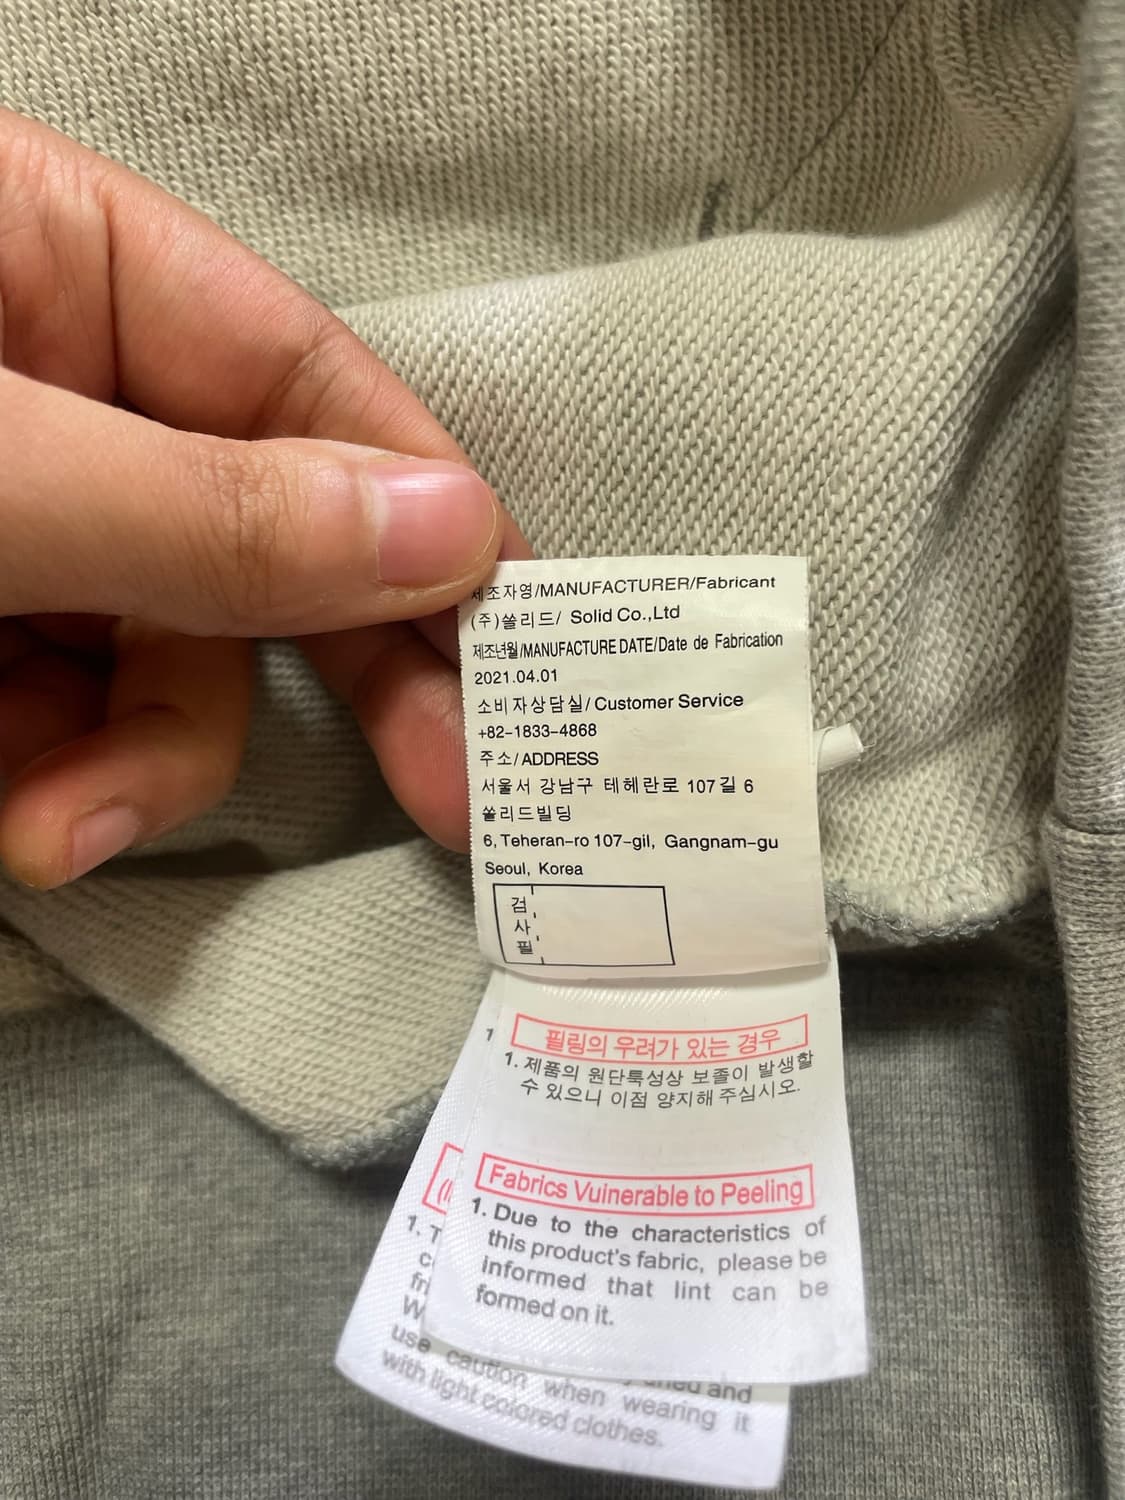 제조자영/MANUFACTURER/Fabricant
(주)쏠리드/ Solid Co.,Ltd
제조년월/MANUFACTURE DATE/Date de Fabrication
2021.04.01
소비자상담실/Customer Service
+82-1833-4868
주소/ADDRESS
서울서 강남구 테헤란로 107길 6
쏠리드빌딩
6,Teheran-ro 107-gil, Gangnam-gu
Seoul, Korea
검
사
필
1
필링의 우려가 있는 경우
1. 제품의 원단특성상 보졸이 발생할
수 있으니 이점 양지해 주십시오.
Fabrics Vuinerable to Peeling
1. Due to the characteristics of
this product's fabric, please be
informed that lint can be
formed on it.
1.
and
use caution when wearing it
with light colored clothes.